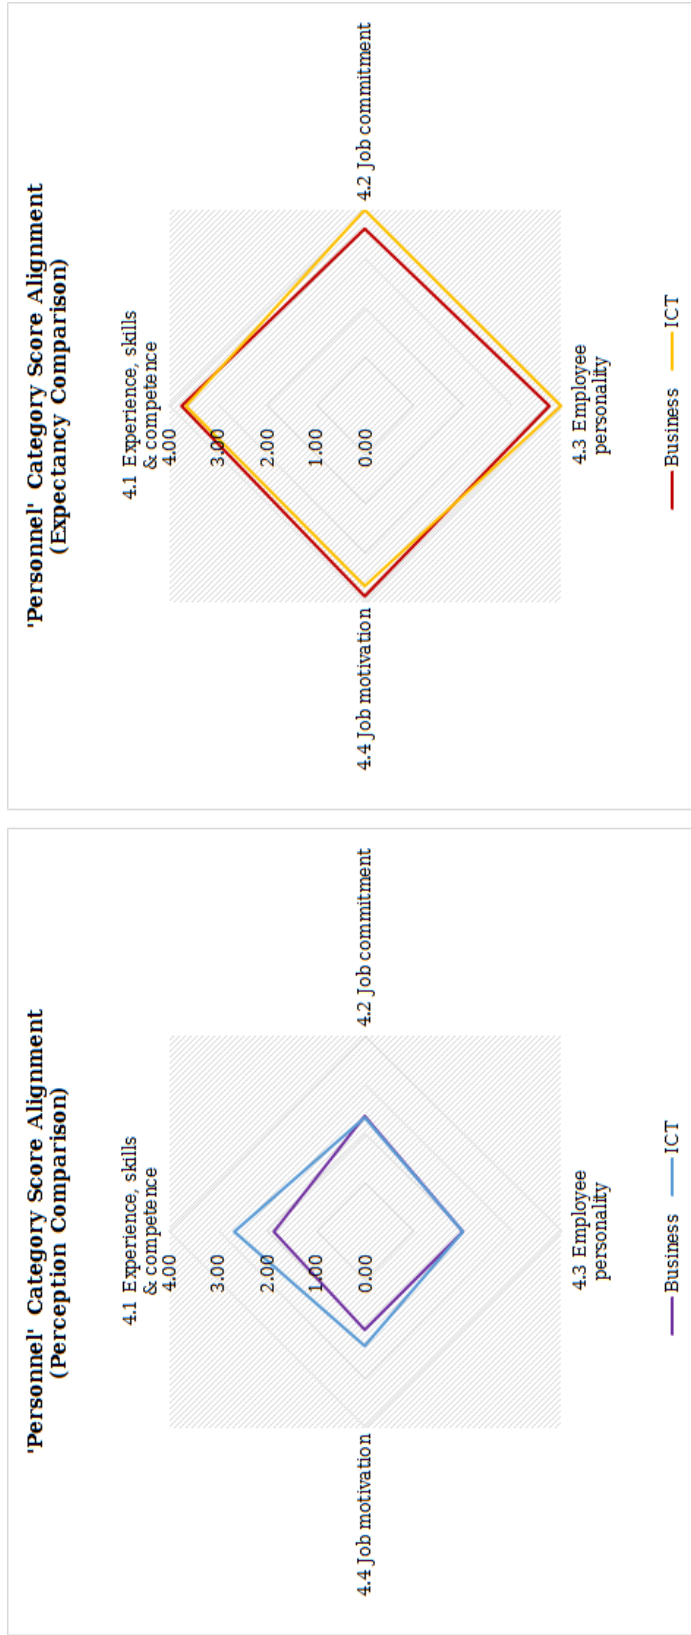 'Personnel' Category Score Alignment
(Perception Comparison)
4.1 Experience, skills
& competence
4.00
3.00
2.00
1.00
0.00
4.4 Job motivation
4.2 Job commitment
4.3 Employee
personality
Business
ICT
'Personnel' Category Score Alignment
(Expectancy Comparison)
4.1 Experience, skills
& competence
4.00
3.00
2.00
1.00
0.00
4.4 Job motivation
4.2 Job commitment
4.3 Employee
personality
Business
ICT